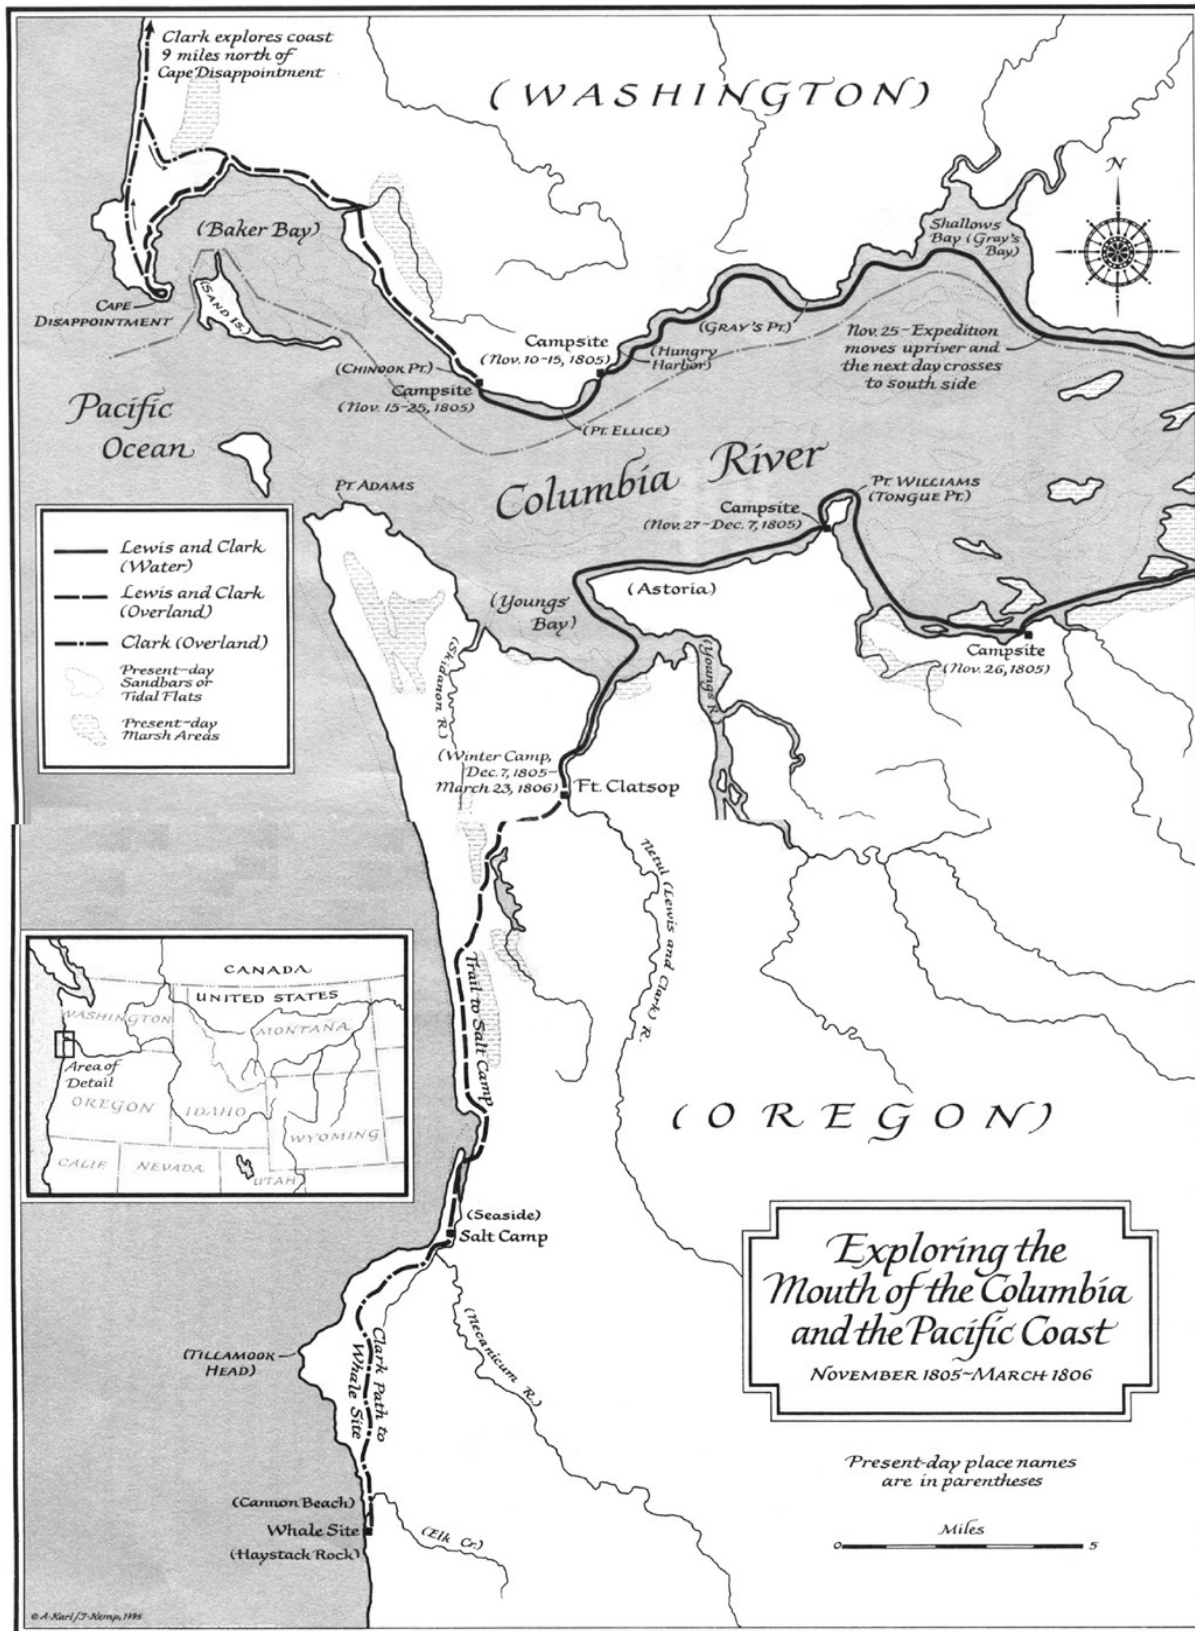 Clark explores coast
9 miles north of
Cape Disappointment
(WASHINGTON)
N
(Baker Bay)
Shallows
Bay (Gray's
Bay)
(SAND IS.)
CAPE
DISAPPOINTMENT
Campsite
(Nov. 10–15, 1805)
(Hungry
Harbor)
(GRAY'S PT.)
Nov. 25–Expedition
moves upriver and
the next day crosses
to south side
(CHINOOK PT.)
Campsite
(Nov. 15–25, 1805)
(PT. ELLICE)
Pacific
Ocean
Columbia River
PT. ADAMS
PT. WILLIAMS
(TONGUE PT.)
Campsite
(Nov. 27–Dec. 7, 1805)
Lewis and Clark
(Water)
Lewis and Clark
(Overland)
Clark (Overland)
Present-day
Sandbars or
Tidal Flats
Present-day
Marsh Areas
(Youngs
Bay)
(Astoria)
(Skidanon R.)
(Youngs R.)
Campsite
(Nov. 26, 1805)
(Winter Camp,
Dec. 7, 1805–
March 23, 1806)
Ft. Clatsop
Netul (Lewis and Clark) R.
Trail to Salt Camp
CANADA
UNITED STATES
WASHINGTON
MONTANA
Area of
Detail
OREGON
IDAHO
WYOMING
CALIF.
NEVADA
UTAH
(OREGON)
(Seaside)
Salt Camp
Exploring the
Mouth of the Columbia
and the Pacific Coast
NOVEMBER 1805–MARCH 1806
(TILLAMOOK
HEAD)
Clark Path to
Whale Site
(Necanicum R.)
Present-day place names
are in parentheses
(Cannon Beach)
Whale Site
(Haystack Rock)
(Elk Cr.)
Miles
0 5
© A·Karl/J·Kemp, 1995